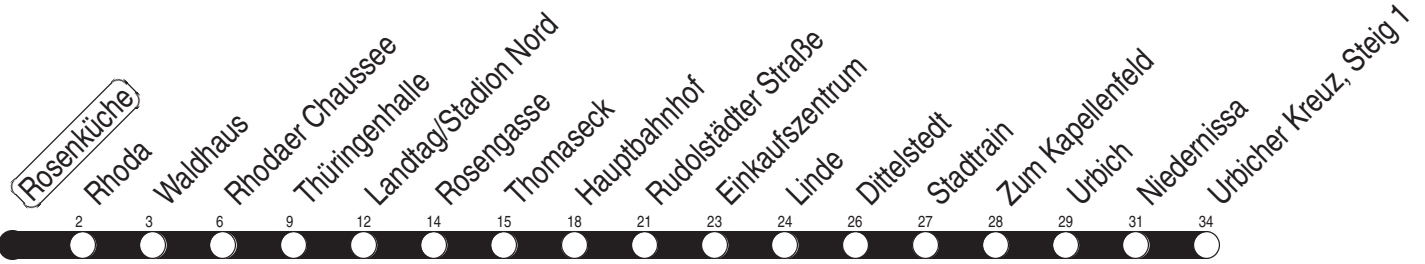 Rosenküche
Rhoda
Waldhaus
Rhodaer Chaussee
Thüringenhalle
Landtag/Stadion Nord
Rosengasse
Thomaseck
Hauptbahnhof
Rudolstädter Straße
Einkaufszentrum
Linde
Dittelstedt
Stadtrain
Zum Kapellenfeld
Urbich
Niedernissa
Urbicher Kreuz, Steig 1
2 3 6 9 12 14 15 18 21 23 24 26 27 28 29 31 34